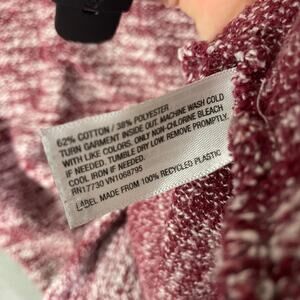 62% COTTON / 38% POLYESTER
TURN GARMENT INSIDE OUT. MACHINE WASH COLD
WITH LIKE COLORS. ONLY NON-CHLORINE BLEACH
IF NEEDED. TUMBLE DRY LOW. REMOVE PROMPTLY.
COOL IRON IF NEEDED.
RN17730 VN1068795
LABEL MADE FROM 100% RECYCLED PLASTIC